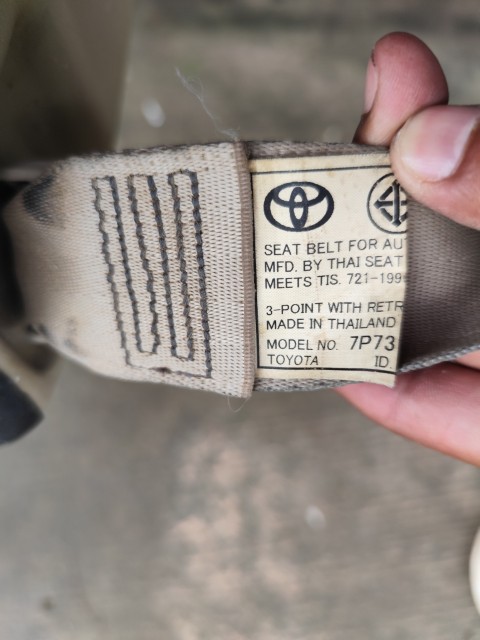 SEAT BELT FOR AU
MFD. BY THAI SEAT
MEETS TIS. 721-199
3-POINT WITH RETR
MADE IN THAILAND
MODEL NO. 7P73
TOYOTA ID.